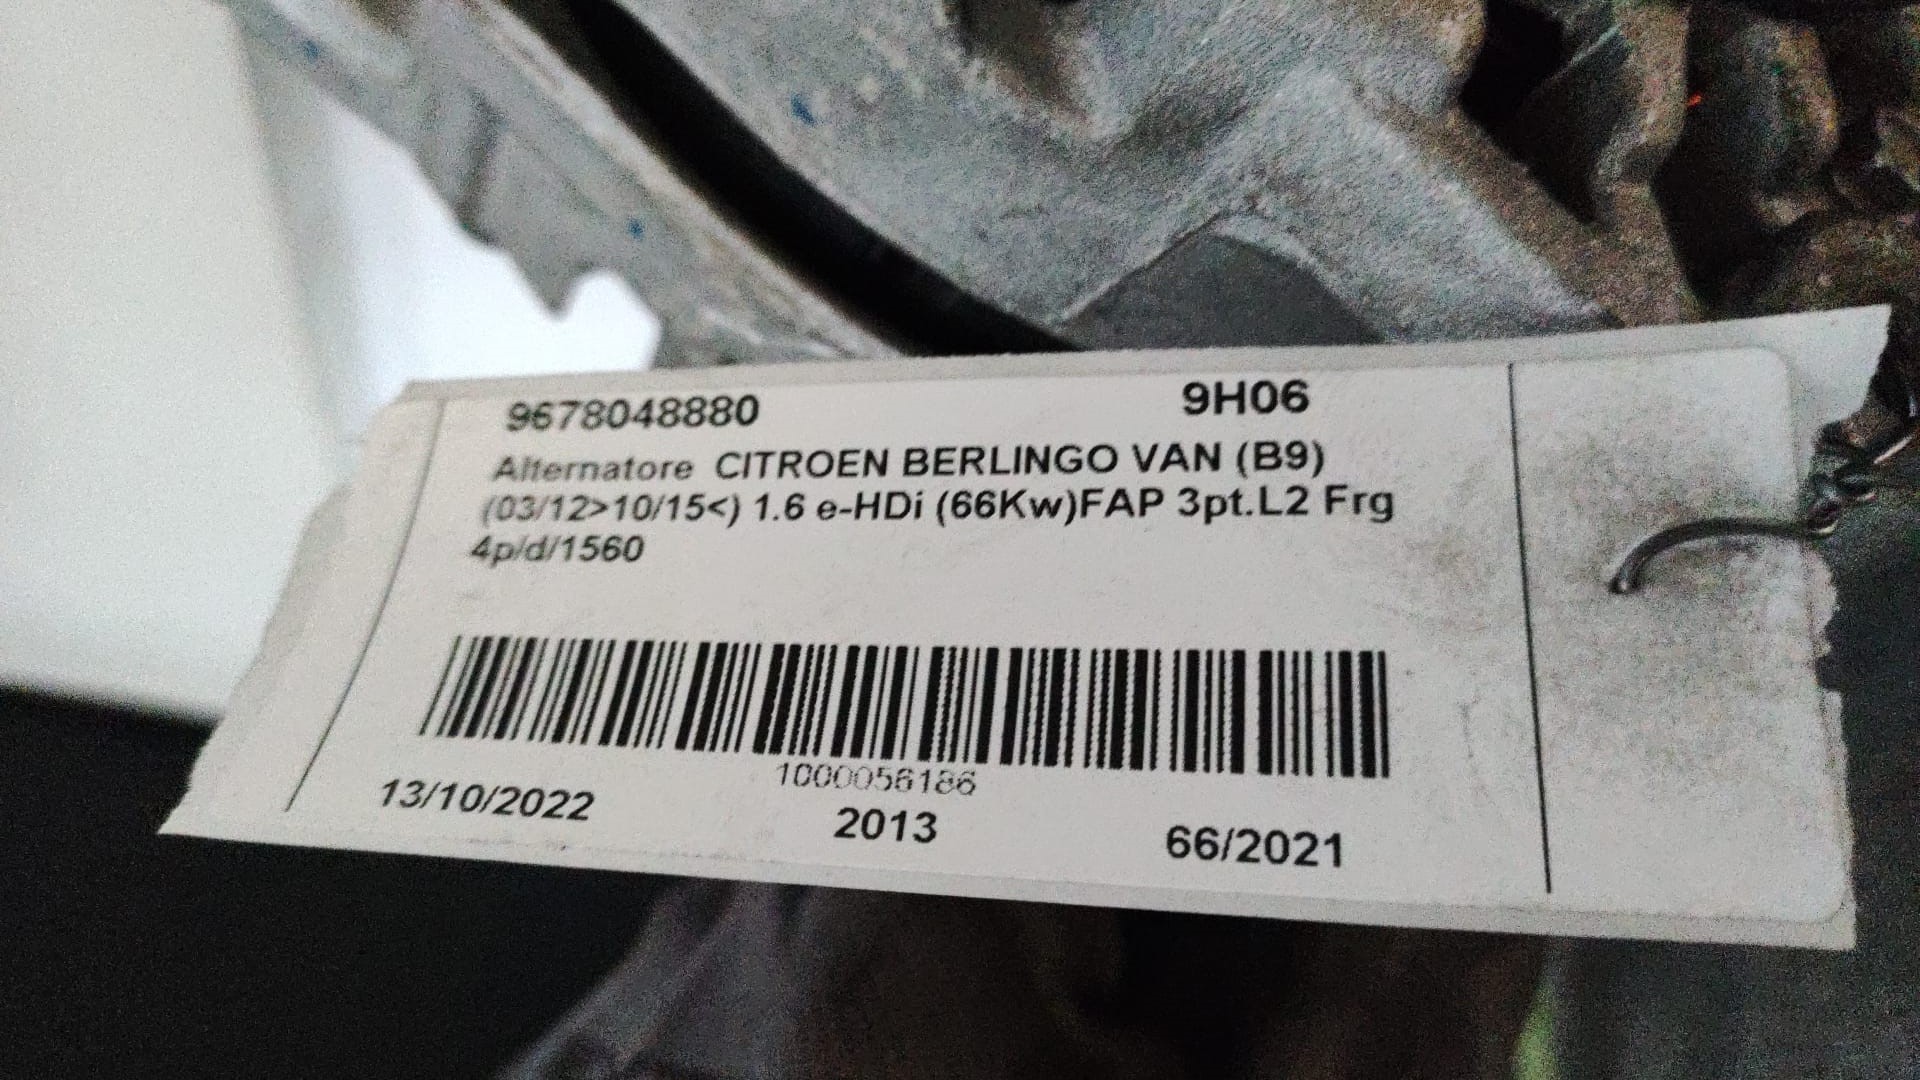 9678048880 9H06
Alternatore CITROEN BERLINGO VAN (B9)
(03/12>10/15<) 1.6 e-HDi (66Kw)FAP 3pt.L2 Frg
4p/d/1560
1000056186
13/10/2022 2013 66/2021